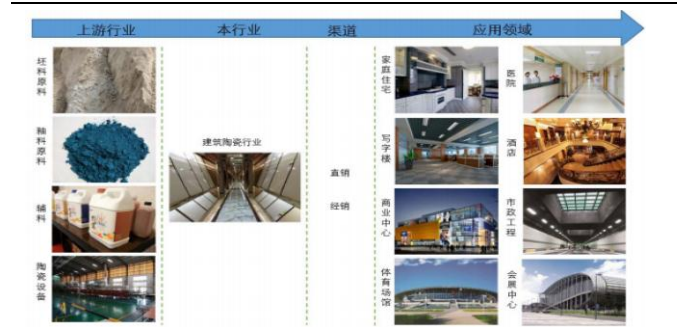 上游行业 本行业 渠道 应用领域
坯料原料
釉料原料
辅料
陶瓷设备
建筑陶瓷行业
直销
经销
家庭住宅
医院
写字楼
酒店
商业中心
市政工程
体育场馆
会展中心